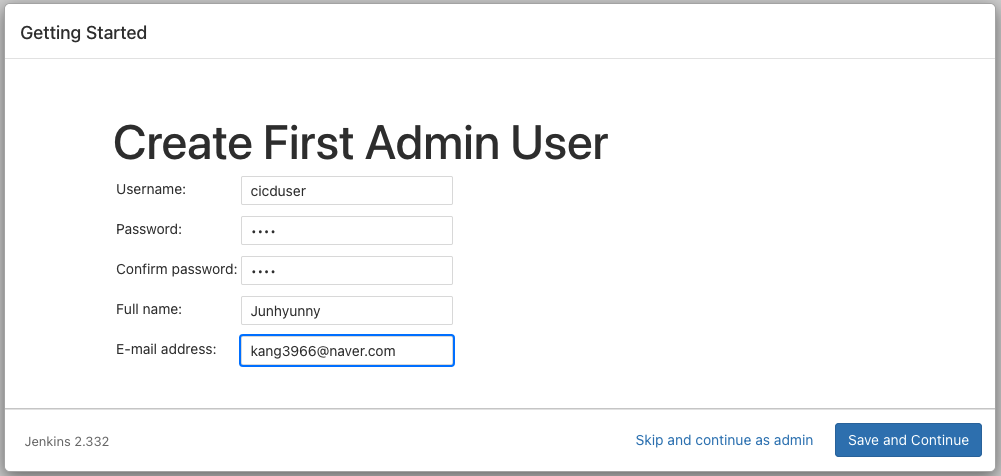 Getting Started
Create First Admin User
Username: cicduser
Password: ••••
Confirm password: ••••
Full name: Junhyunny
E-mail address: kang3966@naver.com
Jenkins 2.332 Skip and continue as admin Save and Continue